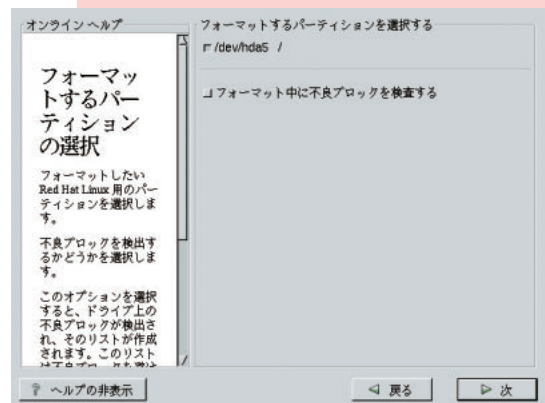 オンラインヘルプ
フォーマッ
トするパー
ティション
の選択
フォーマットしたい
Red Hat Linux 用のパー
ティションを選択しま
す。
不良ブロックを検出す
るかどうかを選択しま
す。
このオプションを選択
すると、ドライブ上の
不良ブロックが検出さ
れ、そのリストが作成
されます。このリスト
フォーマットするパーティションを選択する
/dev/hda5 /
フォーマット中に不良ブロックを検査する
? ヘルプの非表示
戻る
次